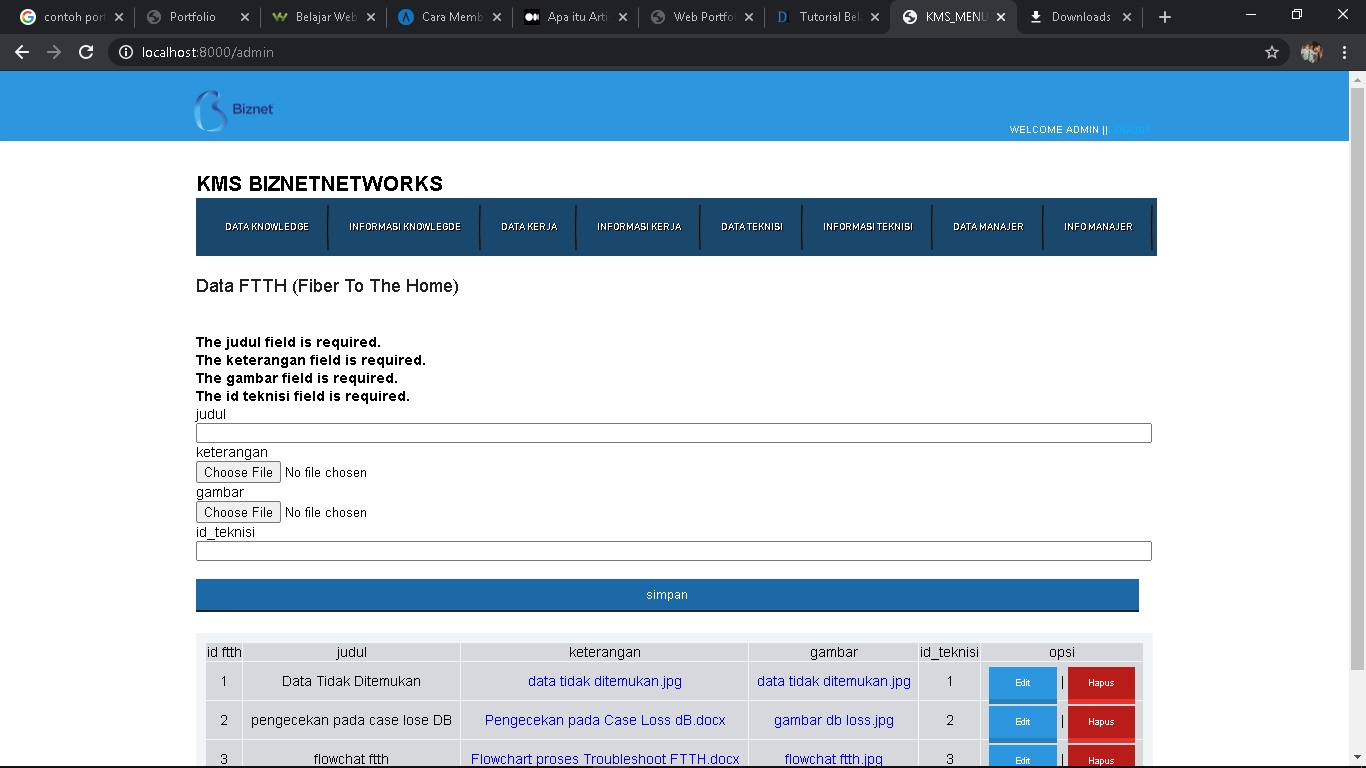 contoh port
Portfolio
Belajar Web
Cara Memb
Apa itu Arti
Web Portfo
Tutorial Bel
KMS_MENU
Downloads
localhost:8000/admin
Biznet
WELCOME ADMIN ||LOGOUT
KMS BIZNETNETWORKS
DATA KNOWLEDGE INFORMASI KNOWLEGDE DATA KERJA INFORMASI KERJA DATA TEKNISI INFORMASI TEKNISI DATA MANAJER INFO MANAJER
Data FTTH (Fiber To The Home)
The judul field is required.
The keterangan field is required.
The gambar field is required.
The id teknisi field is required.
judul
keterangan
Choose File No file chosen
gambar
Choose File No file chosen
id_teknisi
simpan
id ftth judul keterangan gambar id_teknisi opsi
1 Data Tidak Ditemukan data tidak ditemukan.jpg data tidak ditemukan.jpg 1 Edit | Hapus
2 pengecekan pada case lose DB Pengecekan pada Case Loss dB.docx gambar db loss.jpg 2 Edit | Hapus
3 flowchat ftth Flowchart proses Troubleshoot FTTH.docx flowchat ftth.jpg 3 Edit | Hapus